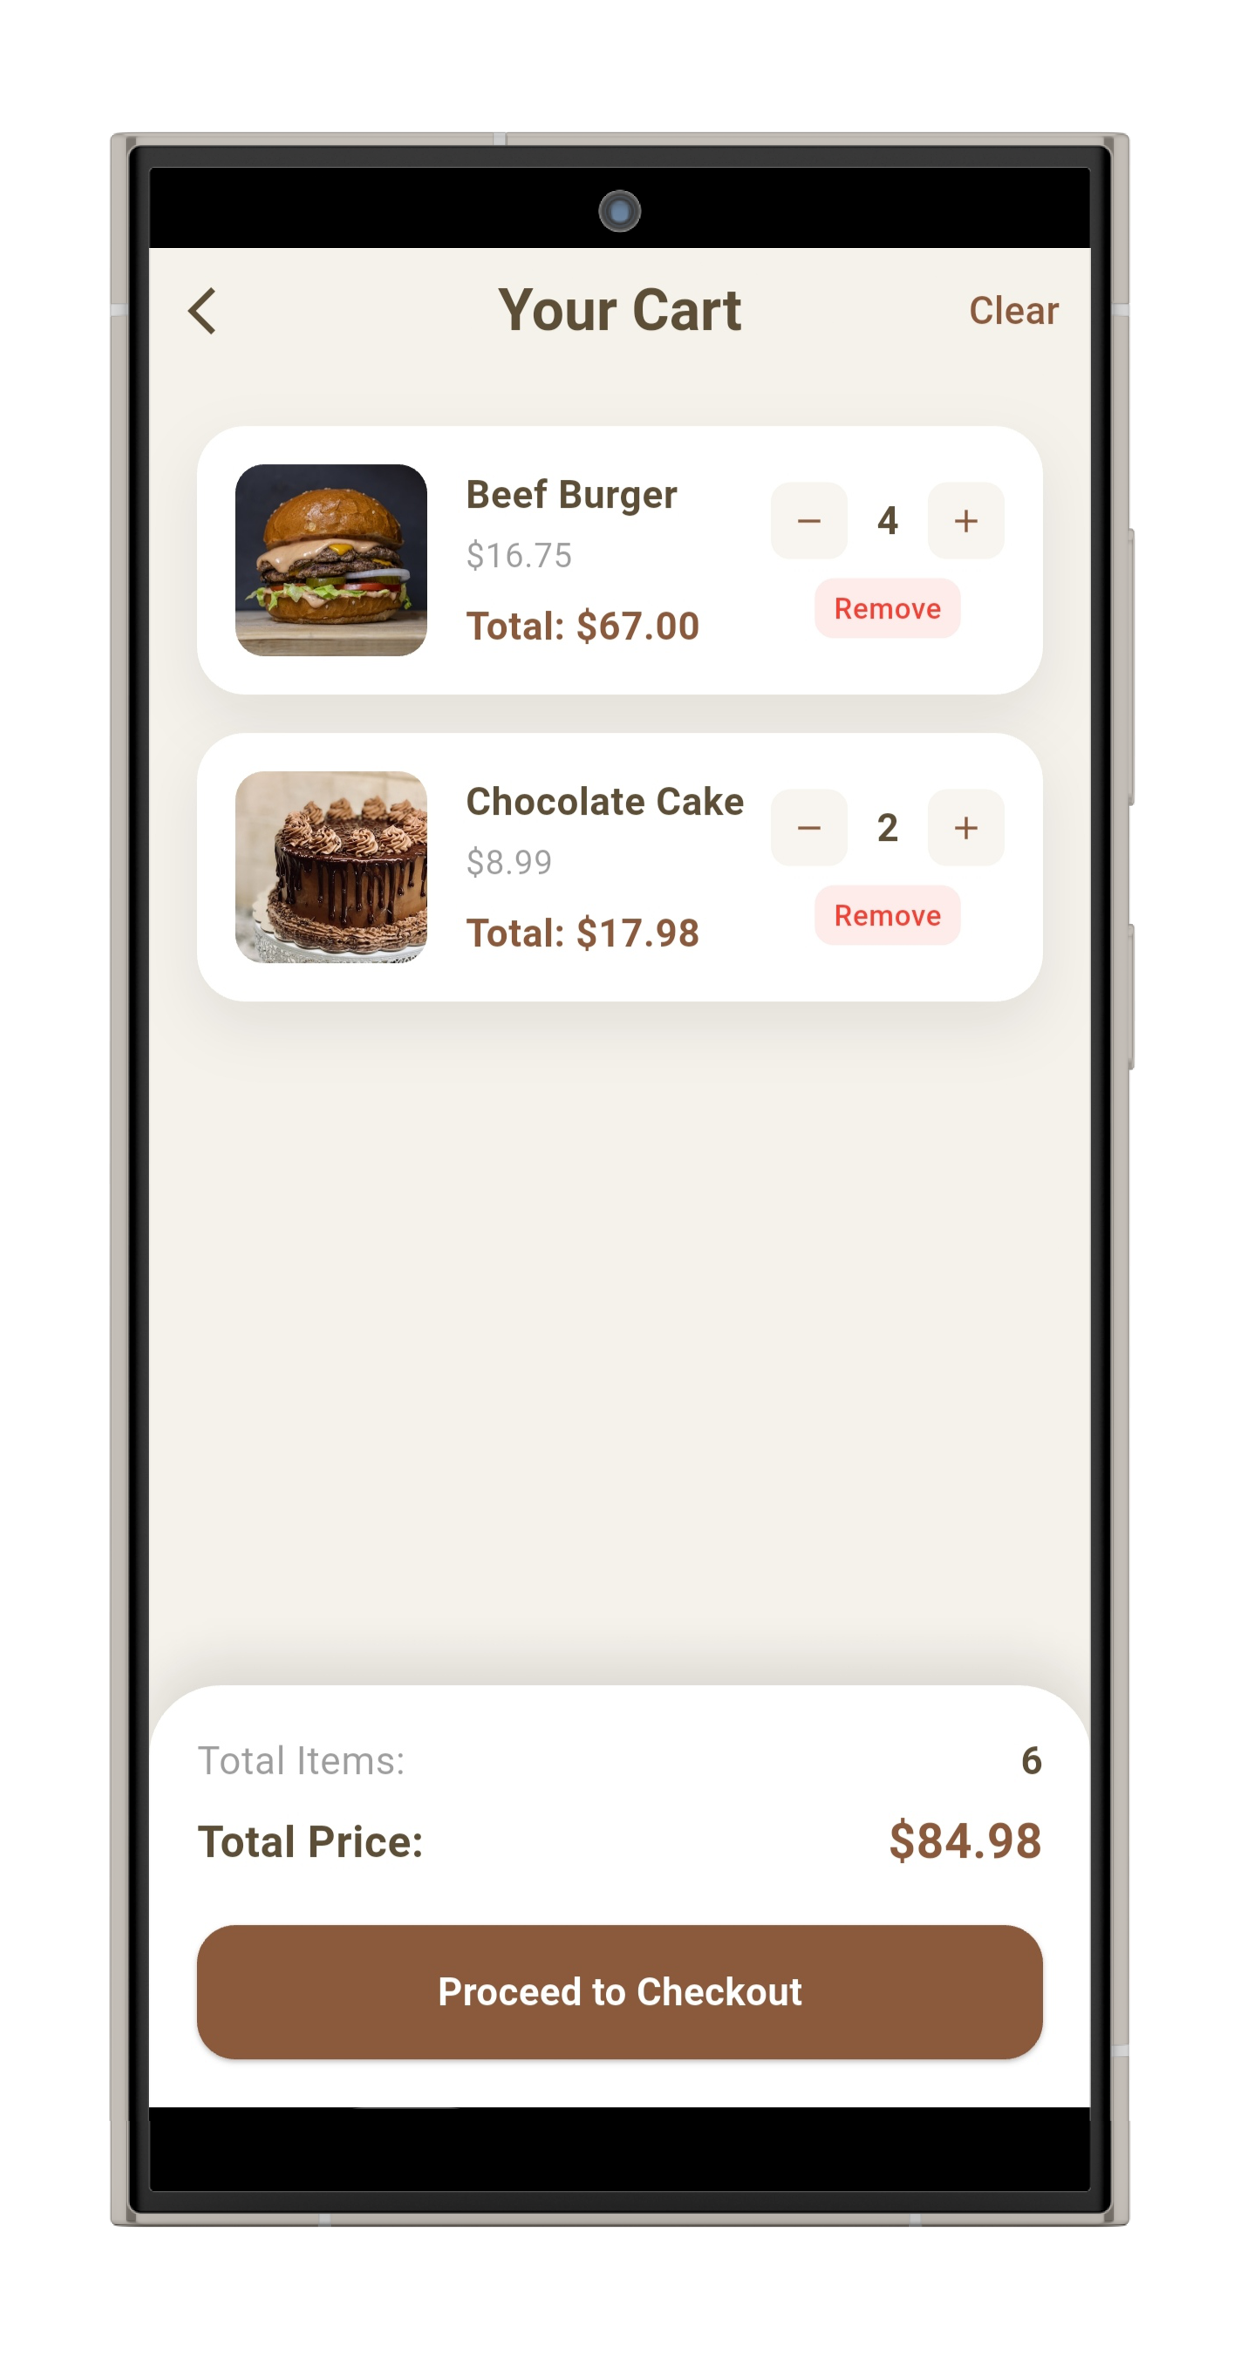 Your Cart
Clear
Beef Burger
$16.75
Total: $67.00
− 4 +
Remove
Chocolate Cake
$8.99
Total: $17.98
− 2 +
Remove
Total Items: 6
Total Price: $84.98
Proceed to Checkout